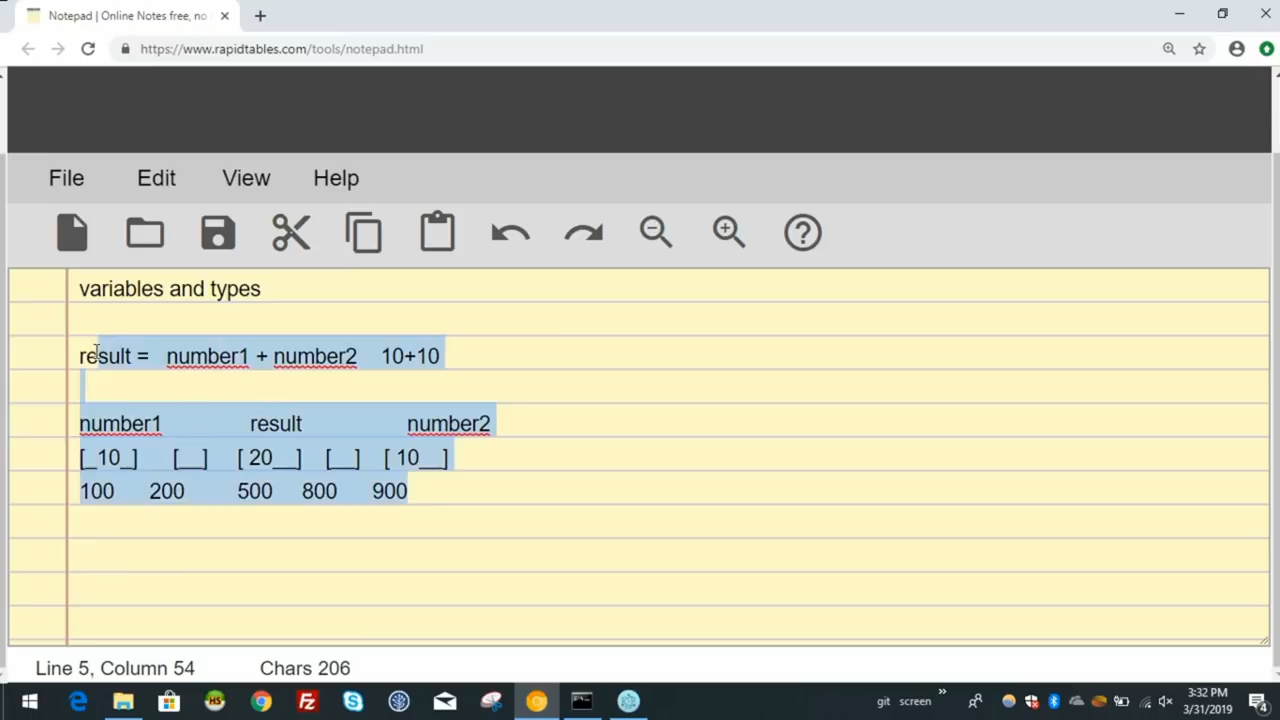 Notepad | Online Notes free, no
https://www.rapidtables.com/tools/notepad.html
File Edit View Help
variables and types
result = number1 + number2 10+10
number1 result number2
[_10_] [__] [ 20__] [__] [ 10__]
100 200 500 800 900
Line 5, Column 54 Chars 206
git screen
3:32 PM
3/31/2019
4